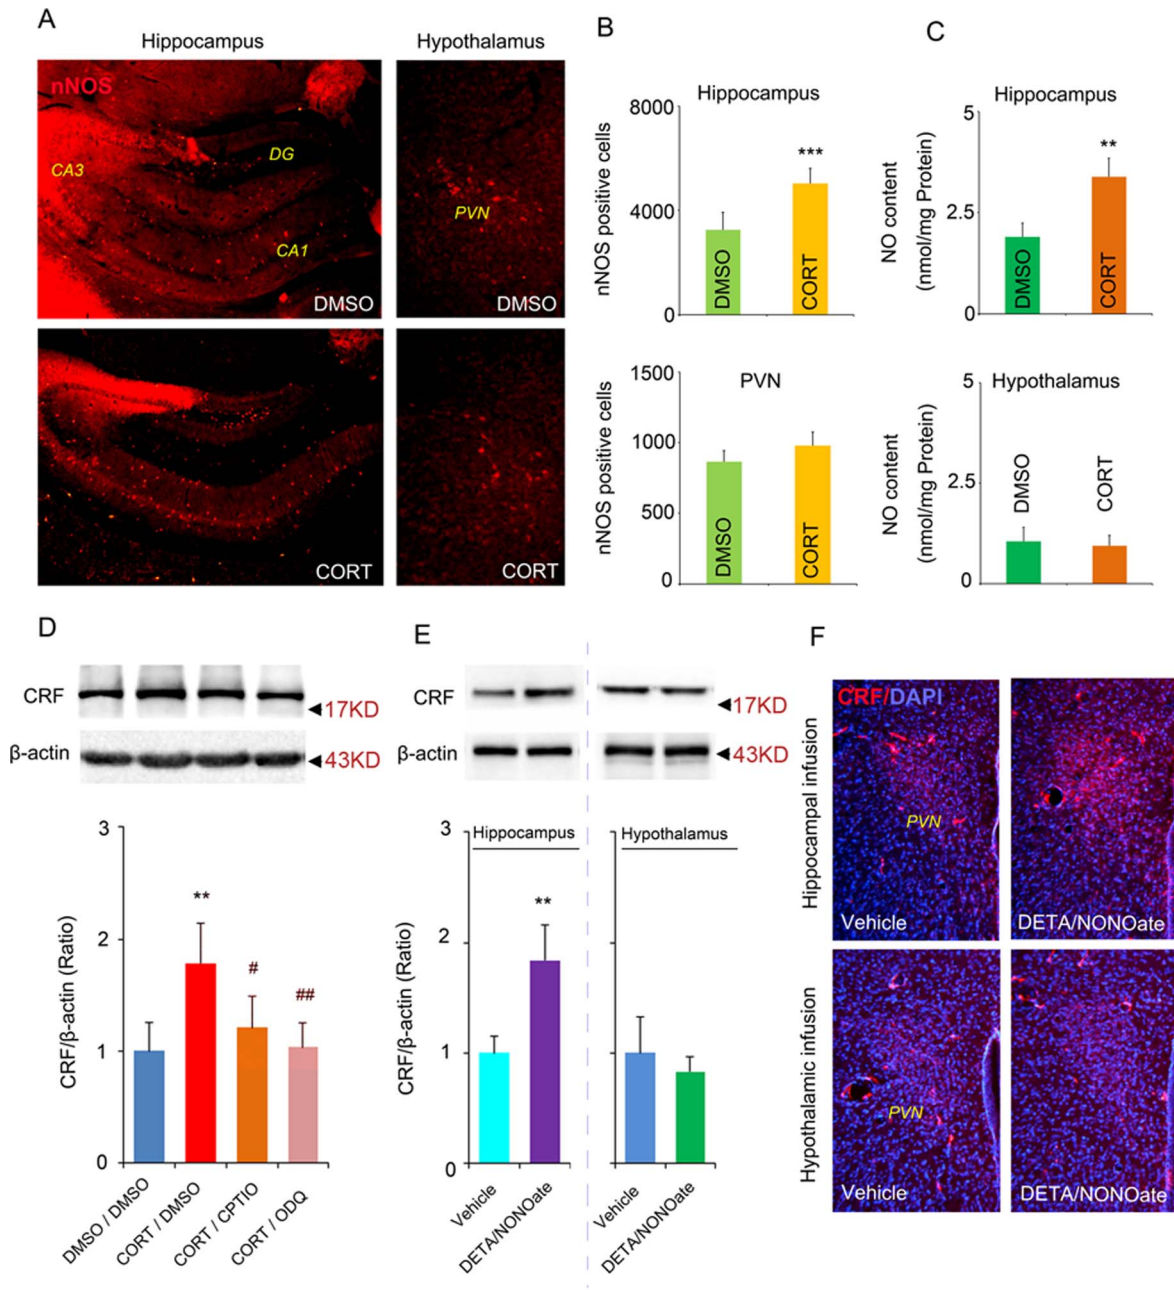 A
Hippocampus
Hypothalamus
nNOS
CA3
DG
CA1
DMSO
PVN
DMSO
CORT
CORT
B
Hippocampus
nNOS positive cells
8000
4000
0
***
DMSO
CORT
PVN
nNOS positive cells
1500
1000
500
0
DMSO
CORT
C
Hippocampus
NO content
(nmol/mg Protein)
5
2.5
0
**
DMSO
CORT
Hypothalamus
NO content
(nmol/mg Protein)
5
2.5
0
DMSO
CORT
D
CRF
17KD
β-actin
43KD
CRF/β-actin (Ratio)
3
2
1
0
**
#
##
DMSO / DMSO
CORT / DMSO
CORT / CPTIO
CORT / ODQ
E
CRF
17KD
β-actin
43KD
CRF/β-actin (Ratio)
3
2
1
0
Hippocampus
Hypothalamus
**
Vehicle
DETA/NONOate
Vehicle
DETA/NONOate
F
Hippocampal infusion
CRF/DAPI
PVN
Vehicle
DETA/NONOate
Hypothalamic infusion
PVN
Vehicle
DETA/NONOate